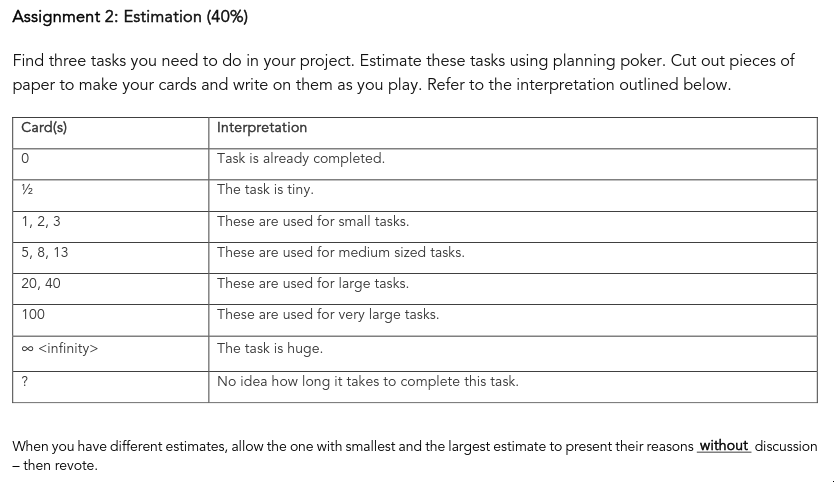 Assignment 2: Estimation (40%)
Find three tasks you need to do in your project. Estimate these tasks using planning poker. Cut out pieces of
paper to make your cards and write on them as you play. Refer to the interpretation outlined below.
Card(s) Interpretation
0 Task is already completed.
½ The task is tiny.
1, 2, 3 These are used for small tasks.
5, 8, 13 These are used for medium sized tasks.
20, 40 These are used for large tasks.
100 These are used for very large tasks.
∞ <infinity> The task is huge.
? No idea how long it takes to complete this task.
When you have different estimates, allow the one with smallest and the largest estimate to present their reasons without discussion
– then revote.